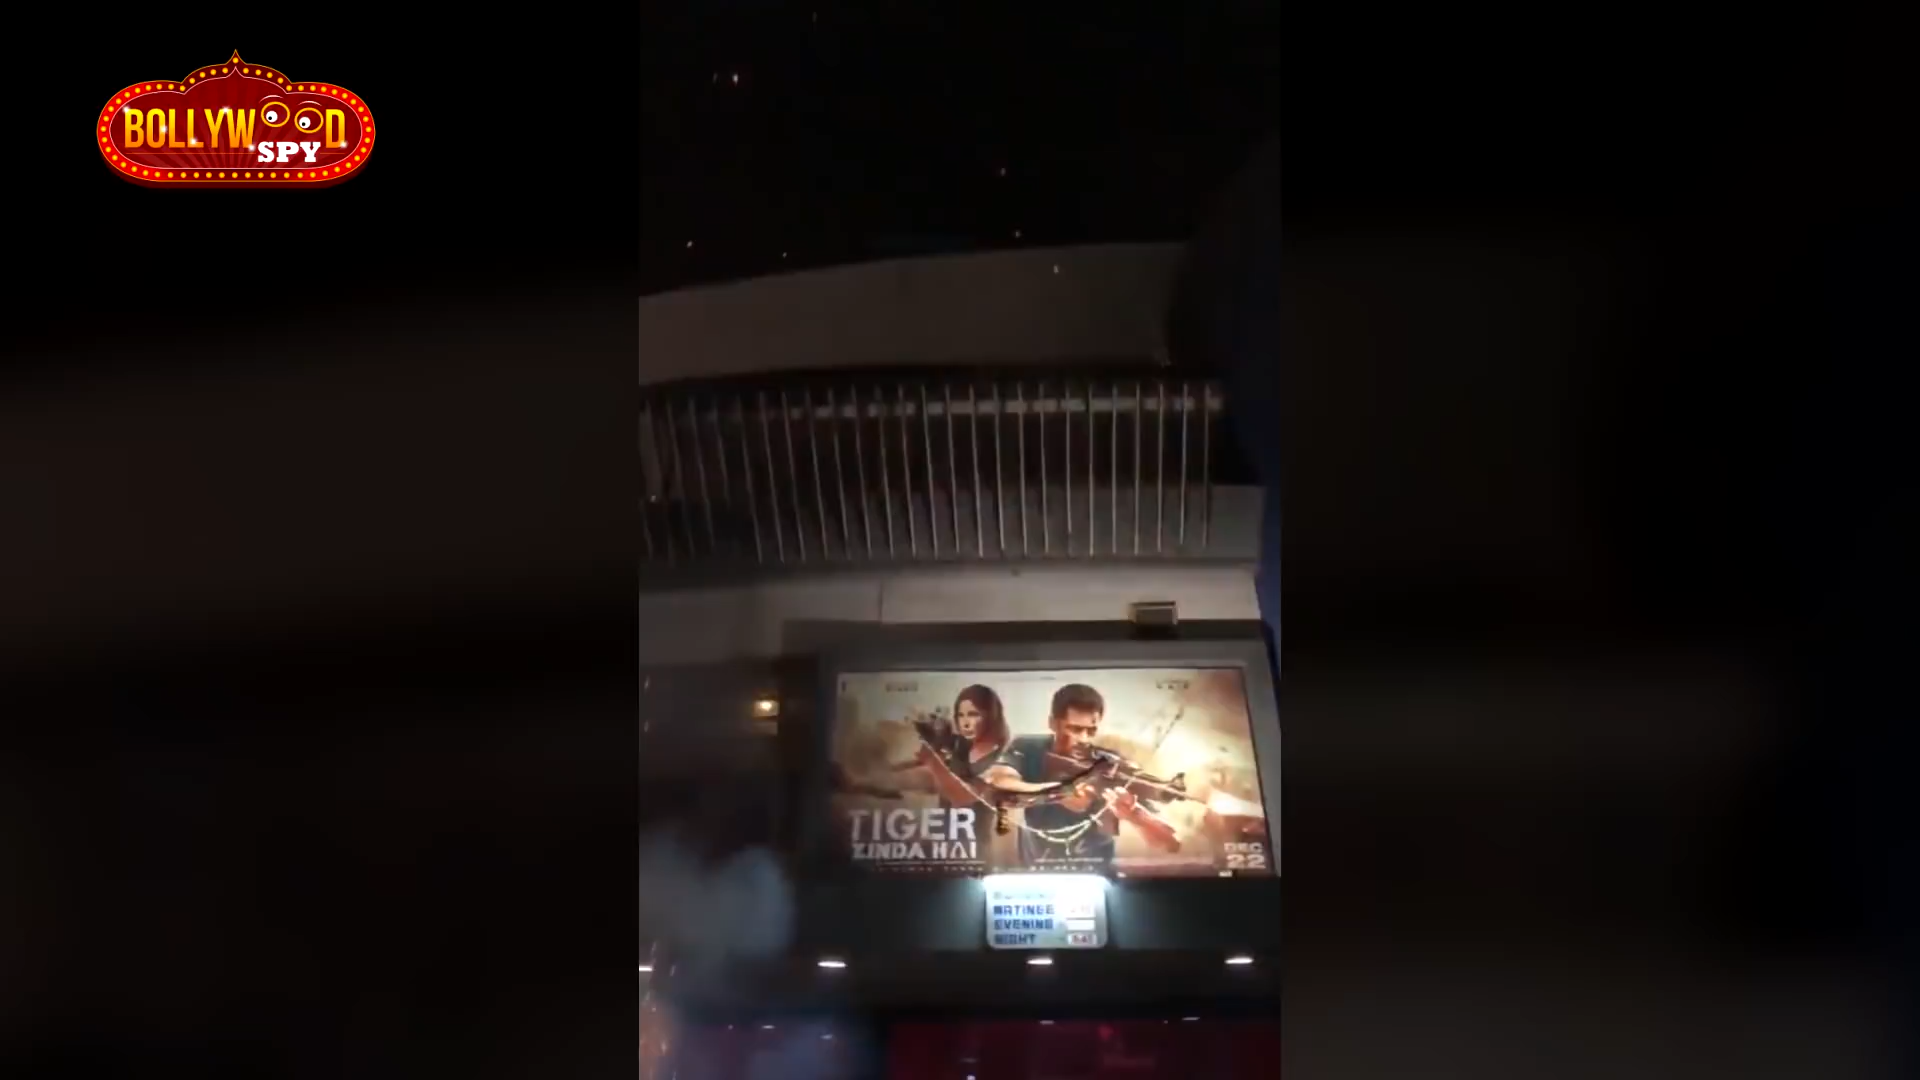 BOLLYWOOD
SPY
TIGER
ZINDA HAI
DEC
22
MATINEE
EVENING
NIGHT